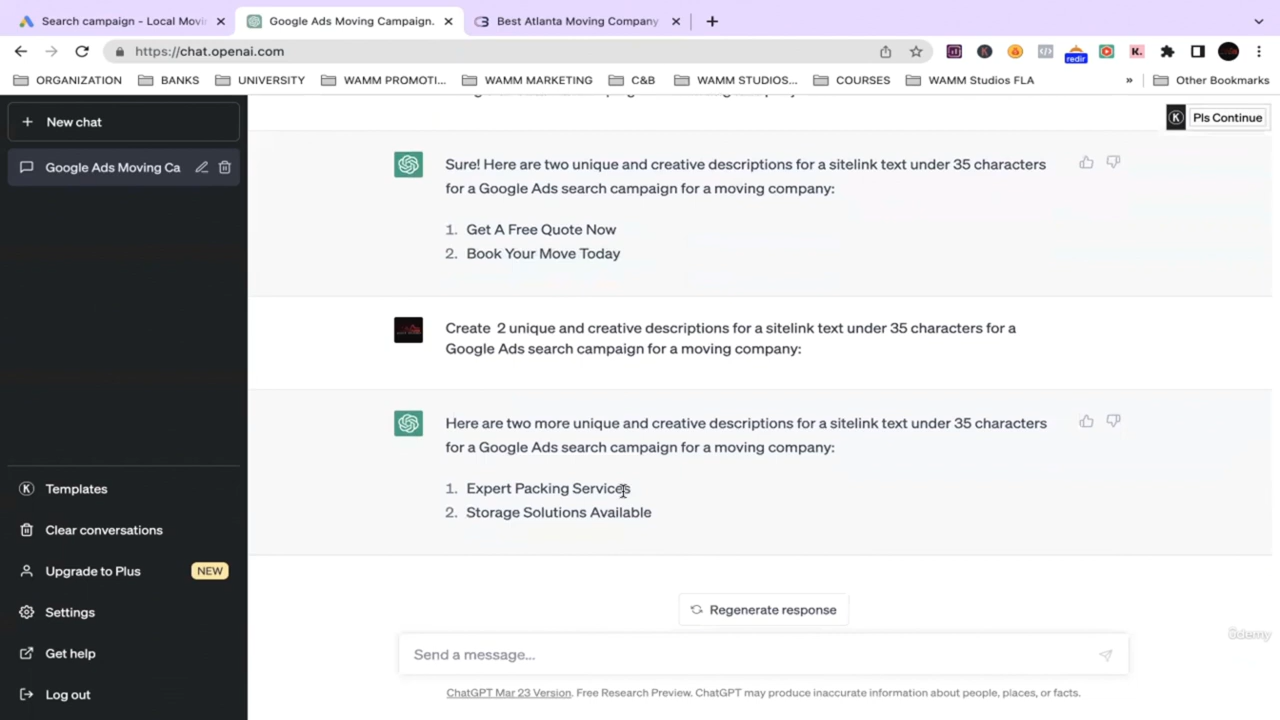 Search campaign - Local Movi
Google Ads Moving Campaign.
Best Atlanta Moving Company
https://chat.openai.com
redir
K.
ORGANIZATION
BANKS
UNIVERSITY
WAMM PROMOTI...
WAMM MARKETING
C&B
WAMM STUDIOS...
COURSES
WAMM Studios FLA
»
Other Bookmarks
New chat
Google Ads Moving Ca
K Pls Continue
Sure! Here are two unique and creative descriptions for a sitelink text under 35 characters
for a Google Ads search campaign for a moving company:
1. Get A Free Quote Now
2. Book Your Move Today
Create 2 unique and creative descriptions for a sitelink text under 35 characters for a
Google Ads search campaign for a moving company:
Here are two more unique and creative descriptions for a sitelink text under 35 characters
for a Google Ads search campaign for a moving company:
1. Expert Packing Services
2. Storage Solutions Available
K Templates
Clear conversations
Upgrade to Plus NEW
Settings
Get help
Log out
Regenerate response
Send a message...
ûdemy
ChatGPT Mar 23 Version. Free Research Preview. ChatGPT may produce inaccurate information about people, places, or facts.